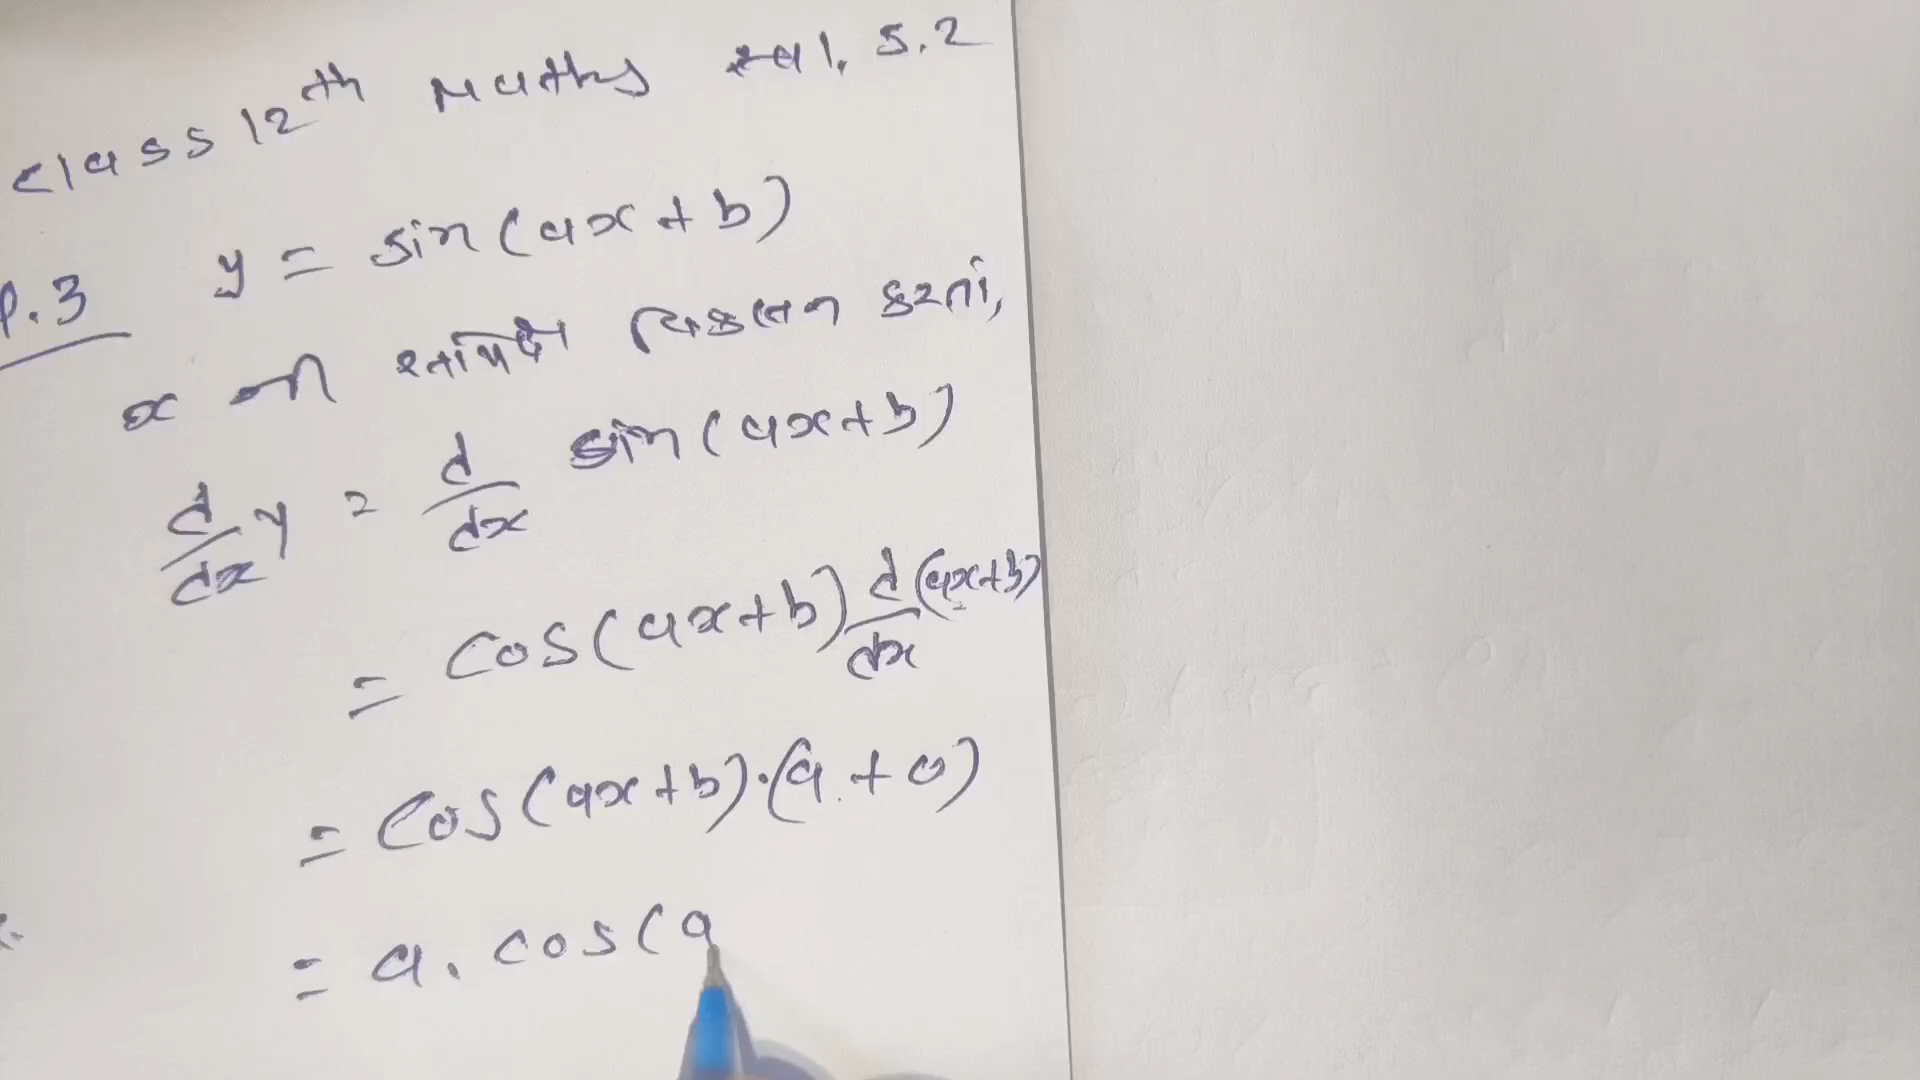 class 12th Maths સ્વા. 5.2
P.3 y = sin(ax+b)
x ની સાપેક્ષે વિકલન કરતાં,
d/dx y = d/dx sin(ax+b)
= cos(ax+b) d/dx (ax+b)
= cos(ax+b)·(a+0)
= a. cos(a